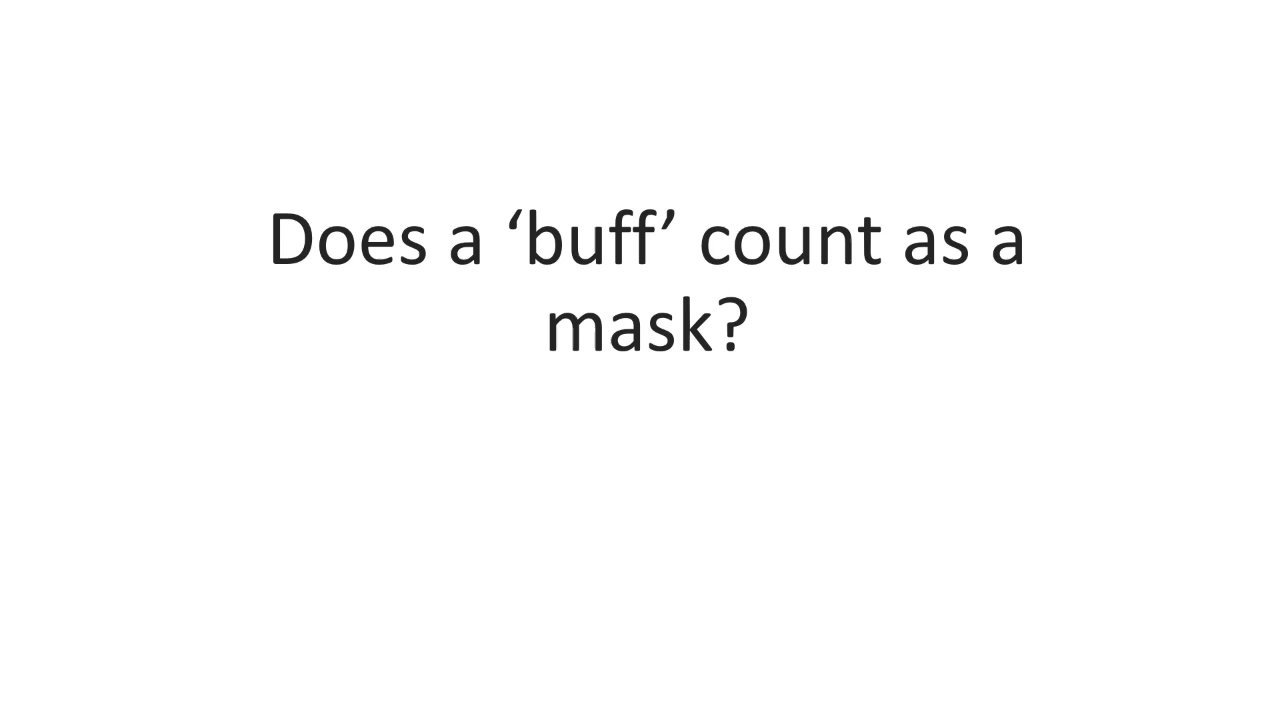 Does a ‘buff’ count as a
mask?